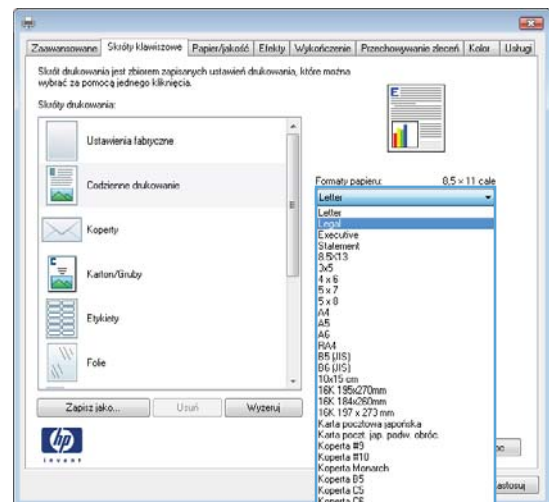 Zaawansowane Skróty klawiszowe Papier/jakość Efekty Wykończenie Przechowywanie zleceń Kolor Usługi
Skrót drukowania jest zbiorem zapisanych ustawień drukowania, które można
wybrać za pomocą jednego kliknięcia.
Skróty drukowania:
Ustawienia fabryczne
Codzienne drukowanie
Koperty
Karton/Gruby
Etykiety
Folie
Zapisz jako... Usuń Wyzeruj
hp
invent
E
Formaty papieru: 8,5 × 11 cale
Letter
Letter
Legal
Executive
Statement
8.5X13
3x5
4 x 6
5 x 7
5 x 8
A4
A5
A6
RA4
B5 (JIS)
B6 (JIS)
10x15 cm
16K 195x270mm
16K 184x260mm
16K 197 x 273 mm
Karta pocztowa japońska
Karta poczt. jap. podw. obróc.
Koperta #9
Koperta #10
Koperta Monarch
Koperta B5
Koperta C5
Koperta C6